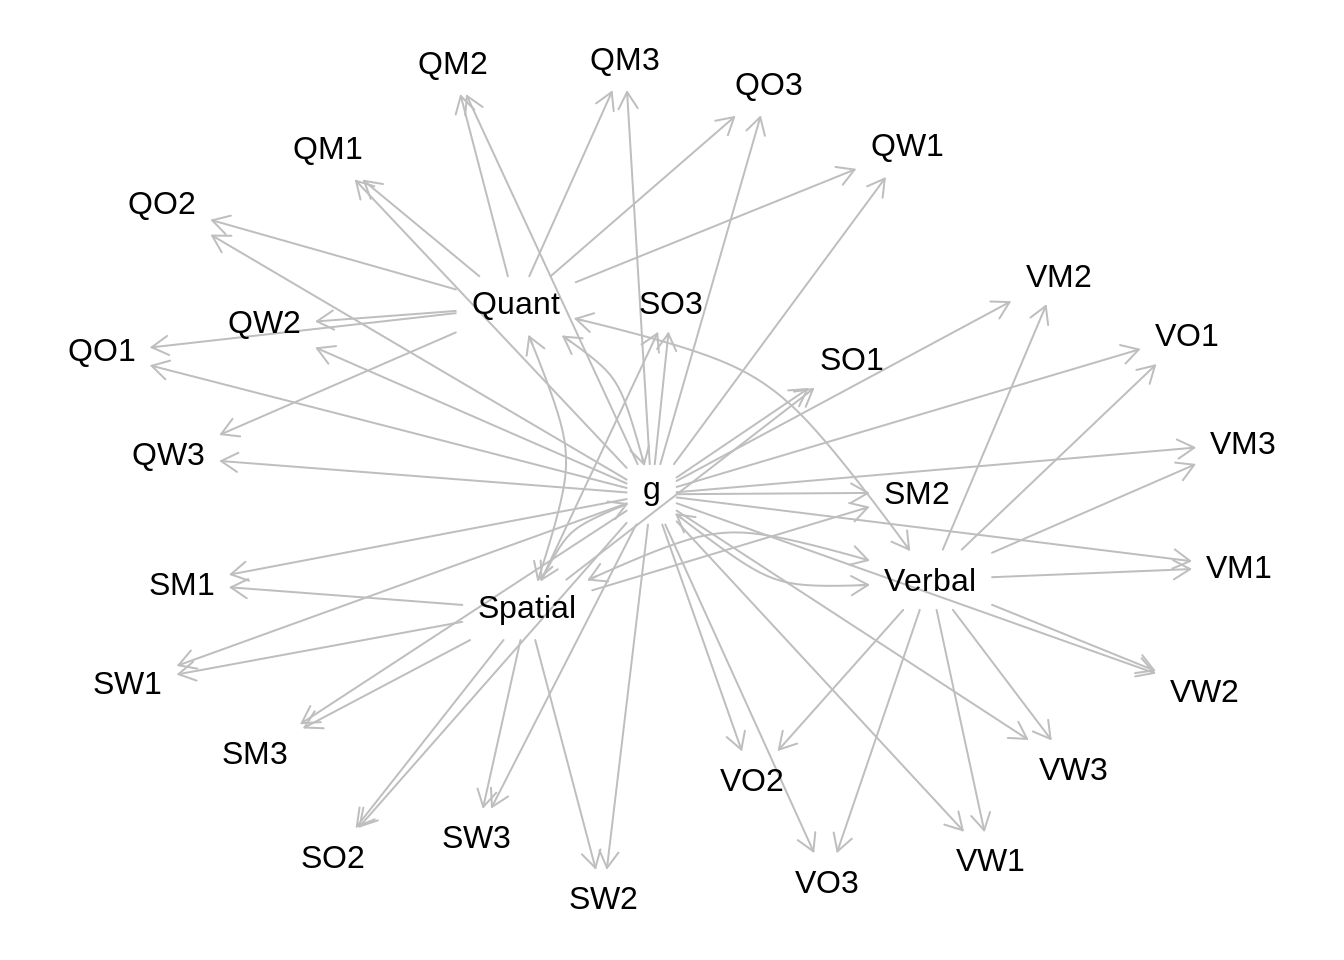 QM3
QM2
QO3
QW1
QM1
QO2
VM2
Quant
SO3
QW2
VO1
QO1
SO1
VM3
QW3
g
SM2
VM1
Verbal
SM1
Spatial
SW1
VW2
SM3
VW3
VO2
SW3
SO2
VW1
VO3
SW2